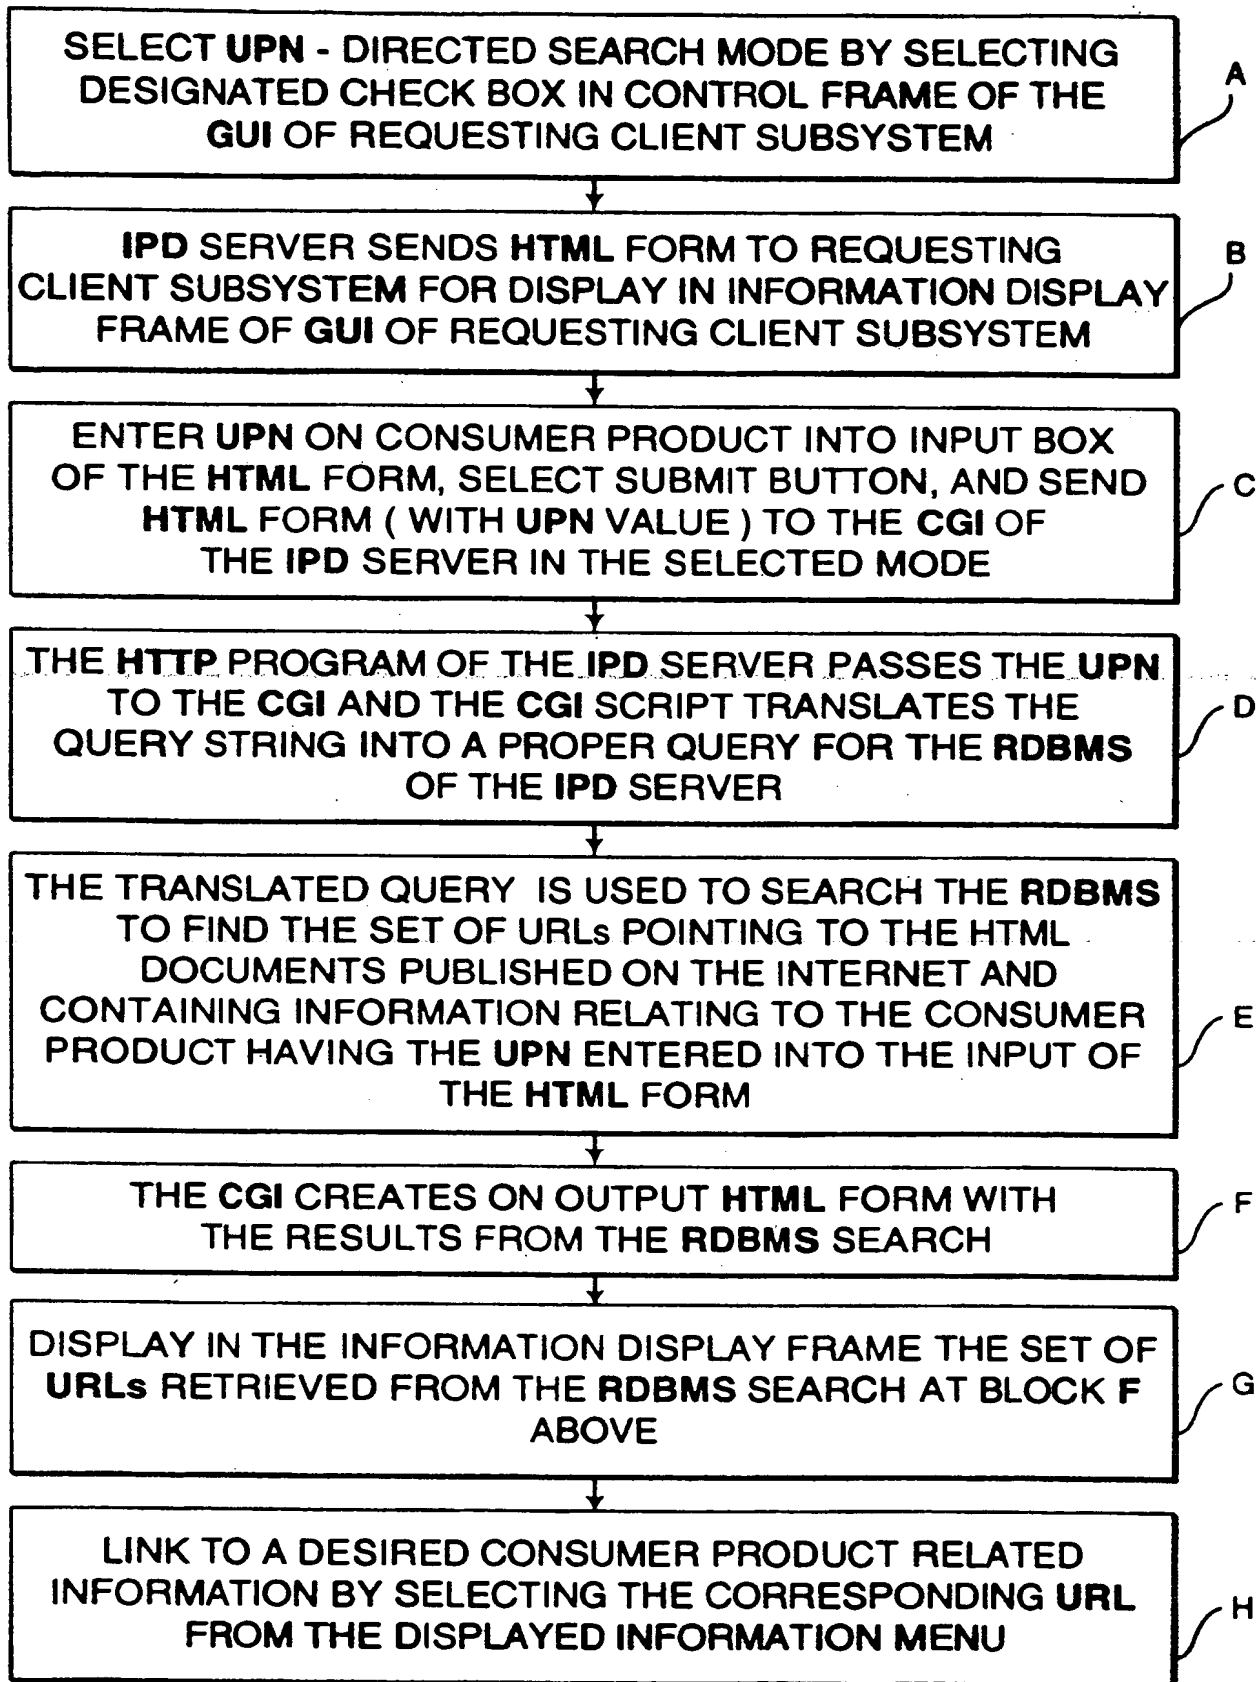 SELECT UPN - DIRECTED SEARCH MODE BY SELECTING
DESIGNATED CHECK BOX IN CONTROL FRAME OF THE
GUI OF REQUESTING CLIENT SUBSYSTEM
A
IPD SERVER SENDS HTML FORM TO REQUESTING
CLIENT SUBSYSTEM FOR DISPLAY IN INFORMATION DISPLAY
FRAME OF GUI OF REQUESTING CLIENT SUBSYSTEM
B
ENTER UPN ON CONSUMER PRODUCT INTO INPUT BOX
OF THE HTML FORM, SELECT SUBMIT BUTTON, AND SEND
HTML FORM ( WITH UPN VALUE ) TO THE CGI OF
THE IPD SERVER IN THE SELECTED MODE
C
THE HTTP PROGRAM OF THE IPD SERVER PASSES THE UPN
TO THE CGI AND THE CGI SCRIPT TRANSLATES THE
QUERY STRING INTO A PROPER QUERY FOR THE RDBMS
OF THE IPD SERVER
D
THE TRANSLATED QUERY IS USED TO SEARCH THE RDBMS
TO FIND THE SET OF URLs POINTING TO THE HTML
DOCUMENTS PUBLISHED ON THE INTERNET AND
CONTAINING INFORMATION RELATING TO THE CONSUMER
PRODUCT HAVING THE UPN ENTERED INTO THE INPUT OF
THE HTML FORM
E
THE CGI CREATES ON OUTPUT HTML FORM WITH
THE RESULTS FROM THE RDBMS SEARCH
F
DISPLAY IN THE INFORMATION DISPLAY FRAME THE SET OF
URLs RETRIEVED FROM THE RDBMS SEARCH AT BLOCK F
ABOVE
G
LINK TO A DESIRED CONSUMER PRODUCT RELATED
INFORMATION BY SELECTING THE CORRESPONDING URL
FROM THE DISPLAYED INFORMATION MENU
H